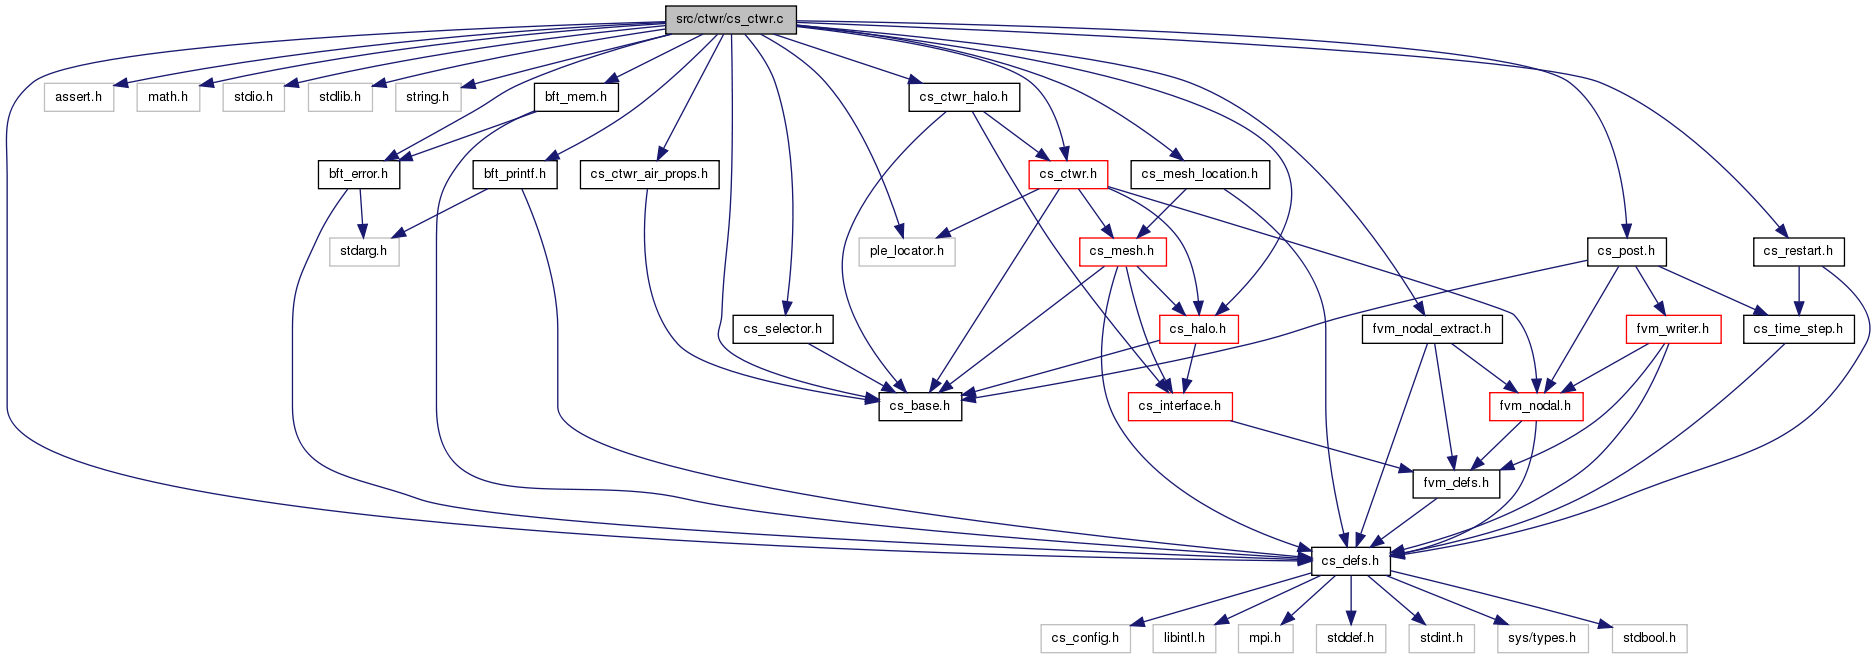 src/ctwr/cs_ctwr.c
assert.h
math.h
stdio.h
stdlib.h
string.h
bft_mem.h
cs_ctwr_halo.h
bft_error.h
bft_printf.h
cs_ctwr_air_props.h
cs_ctwr.h
cs_mesh_location.h
stdarg.h
ple_locator.h
cs_mesh.h
cs_post.h
cs_restart.h
cs_selector.h
cs_halo.h
fvm_nodal_extract.h
fvm_writer.h
cs_time_step.h
cs_base.h
cs_interface.h
fvm_nodal.h
fvm_defs.h
cs_defs.h
cs_config.h
libintl.h
mpi.h
stddef.h
stdint.h
sys/types.h
stdbool.h